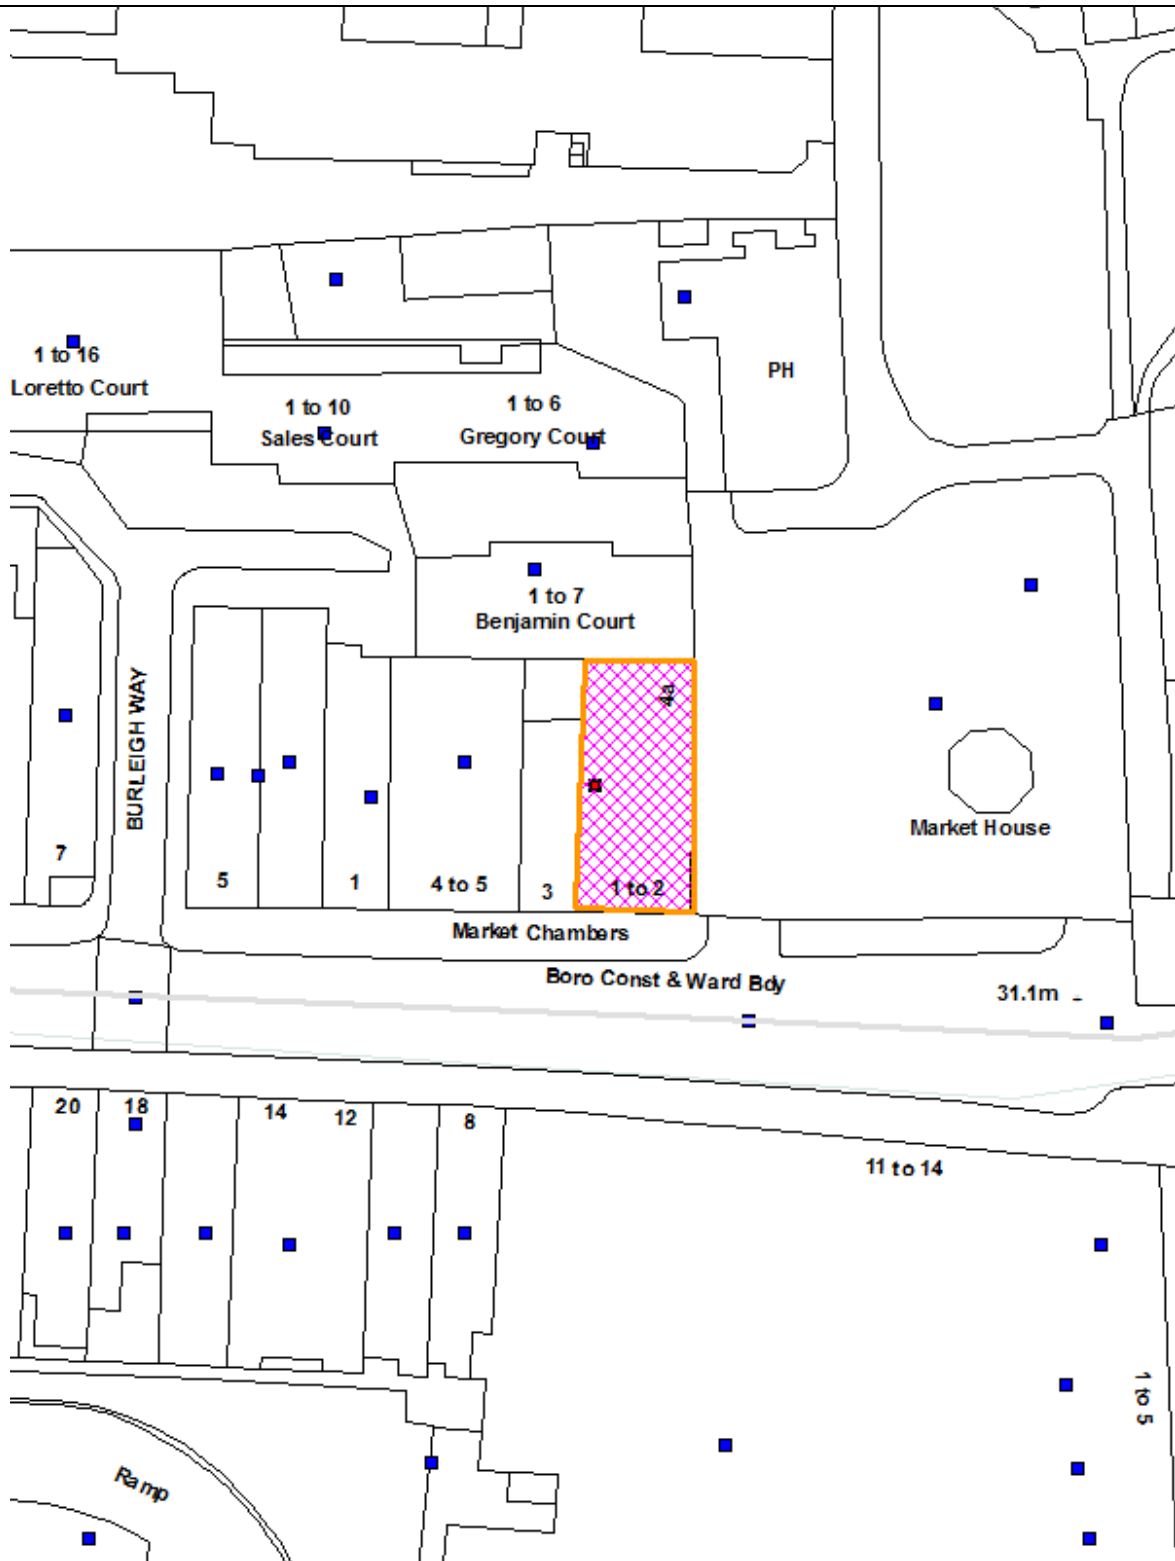 PH
1 to 16
Loretto Court
1 to 10
Sales Court
1 to 6
Gregory Court
1 to 7
Benjamin Court
BURLEIGH WAY
4a
Market House
7
5
1
4 to 5
3
1 to 2
Market Chambers
Boro Const & Ward Bdy
31.1m
20
18
14
12
8
11 to 14
1 to 5
Ramp